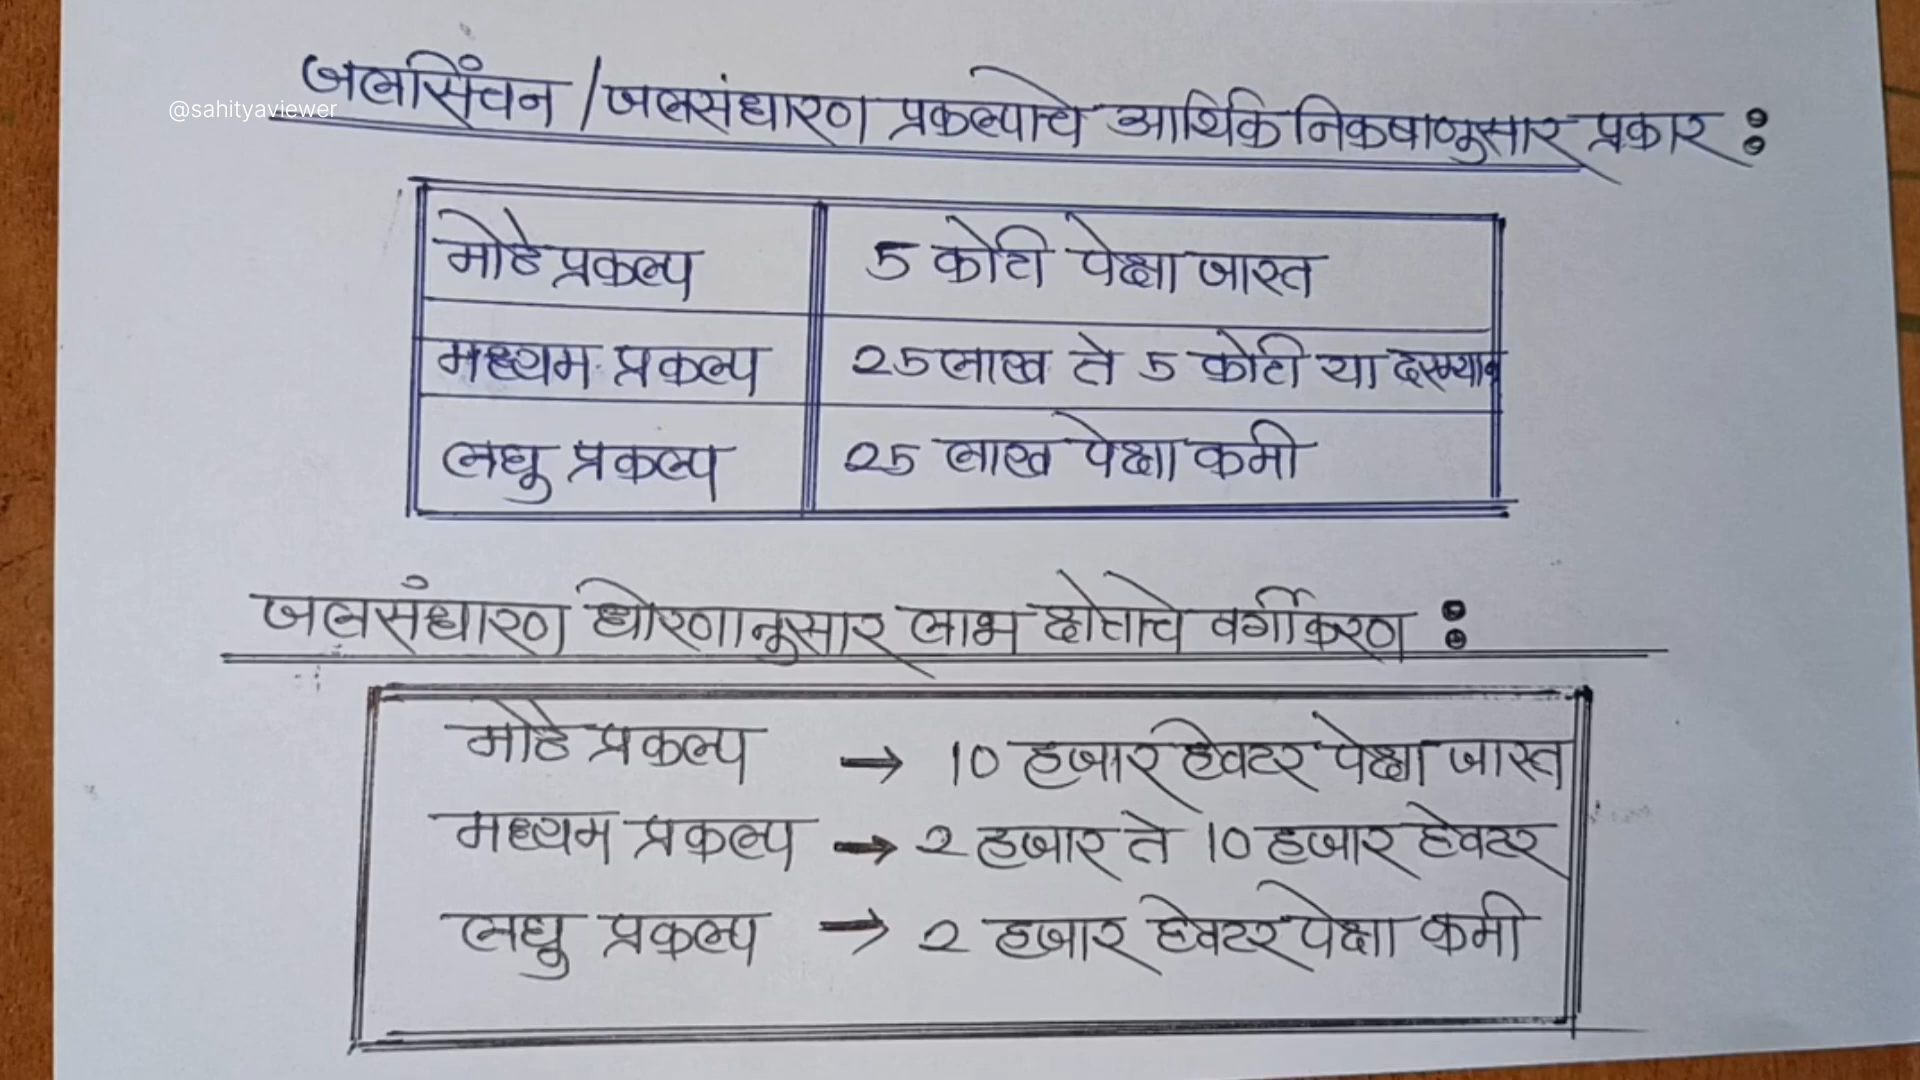 जलसिंचन / जलसंधारण प्रकल्पाचे आर्थिक निकषानुसार प्रकार :
@sahityaviewer
मोठे प्रकल्प 5 कोटी पेक्षा जास्त
मध्यम प्रकल्प 25 लाख ते 5 कोटी या दरम्यान
लघु प्रकल्प 25 लाख पेक्षा कमी
जलसंधारण धोरणानुसार लाभ क्षेत्राचे वर्गीकरण :
मोठे प्रकल्प → 10 हजार हेक्टर पेक्षा जास्त
मध्यम प्रकल्प → 2 हजार ते 10 हजार हेक्टर
लघु प्रकल्प → 2 हजार हेक्टर पेक्षा कमी